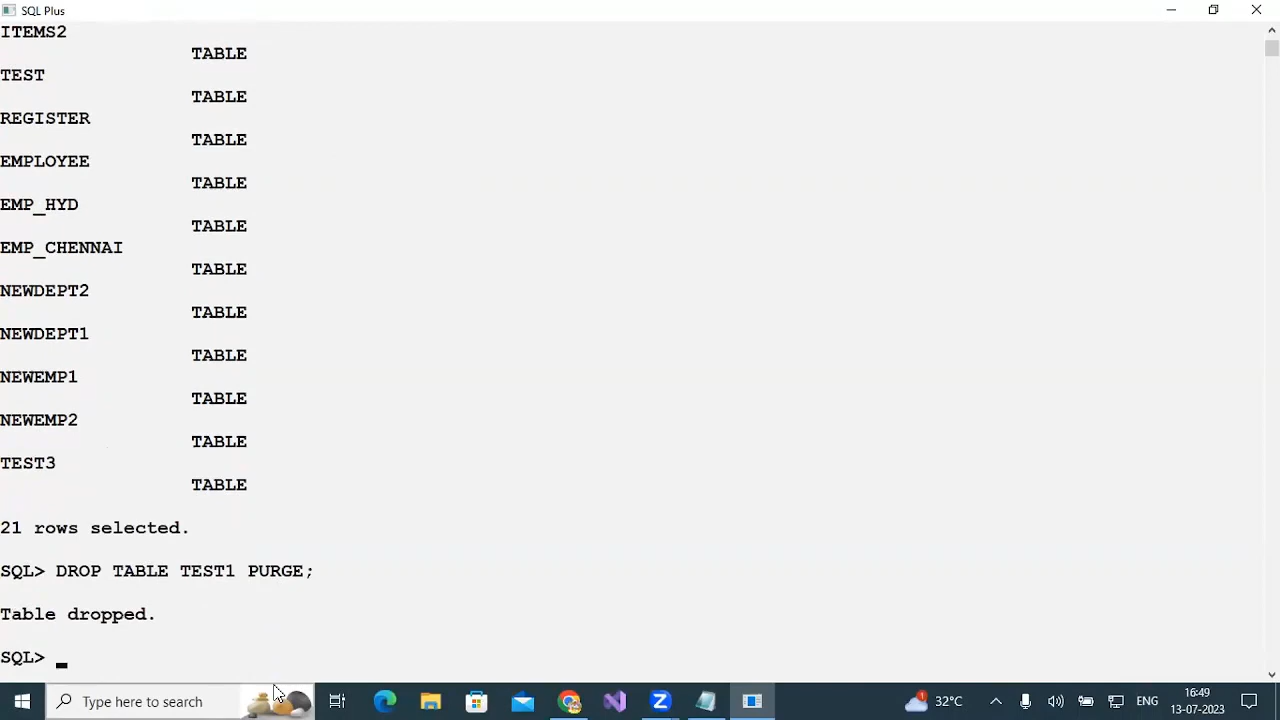 SQL Plus
ITEMS2
TABLE
TEST
TABLE
REGISTER
TABLE
EMPLOYEE
TABLE
EMP_HYD
TABLE
EMP_CHENNAI
TABLE
NEWDEPT2
TABLE
NEWDEPT1
TABLE
NEWEMP1
TABLE
NEWEMP2
TABLE
TEST3
TABLE
21 rows selected.
SQL> DROP TABLE TEST1 PURGE;
Table dropped.
SQL>
Type here to search
1
32°C
ENG
16:49
13-07-2023